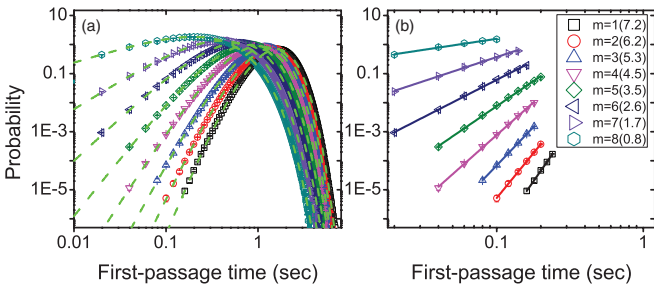 (a)
(b)
Probability
0.1
1E-3
1E-5
0.01
0.1
1
First-passage time (sec)
0.1
1
First-passage time (sec)
m=1(7.2)
m=2(6.2)
m=3(5.3)
m=4(4.5)
m=5(3.5)
m=6(2.6)
m=7(1.7)
m=8(0.8)
0.1
1E-3
1E-5